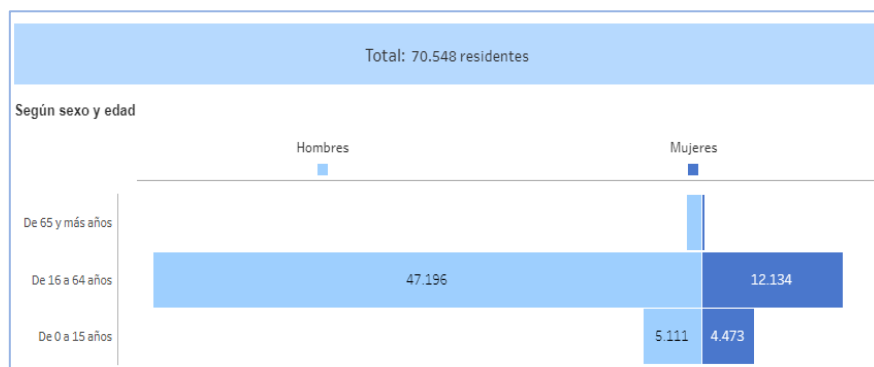 Total: 70.548 residentes
Según sexo y edad
Hombres Mujeres
De 65 y más años
De 16 a 64 años 47.196 12.134
De 0 a 15 años 5.111 4.473